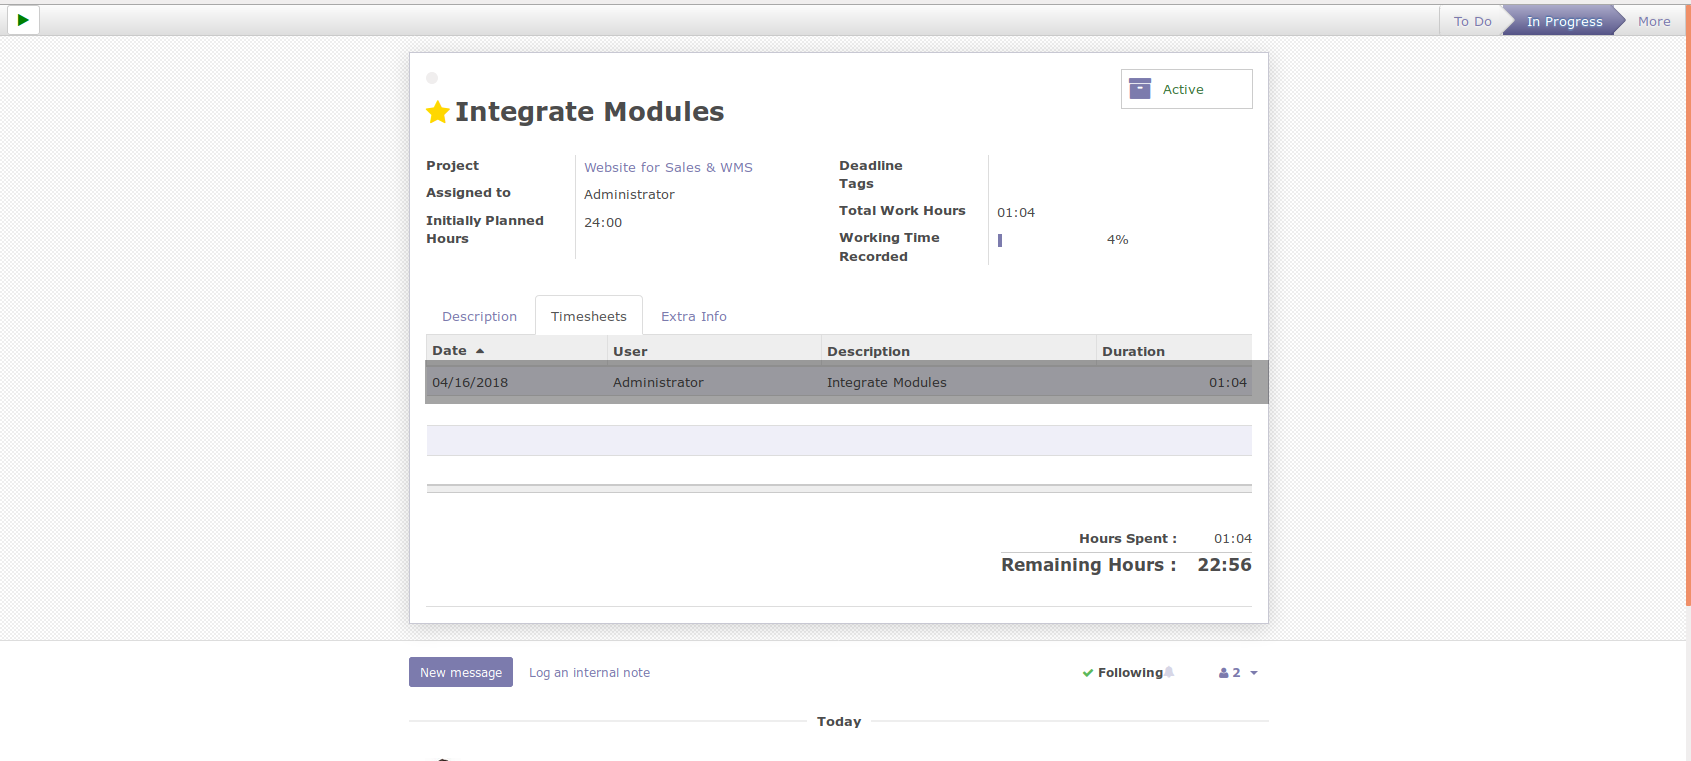 To Do In Progress More
Active
Integrate Modules
Project Website for Sales & WMS
Assigned to Administrator
Initially Planned Hours 24:00
Deadline
Tags
Total Work Hours 01:04
Working Time Recorded 4%
Description Timesheets Extra Info
Date User Description Duration
04/16/2018 Administrator Integrate Modules 01:04
Hours Spent : 01:04
Remaining Hours : 22:56
New message Log an internal note Following 2
Today